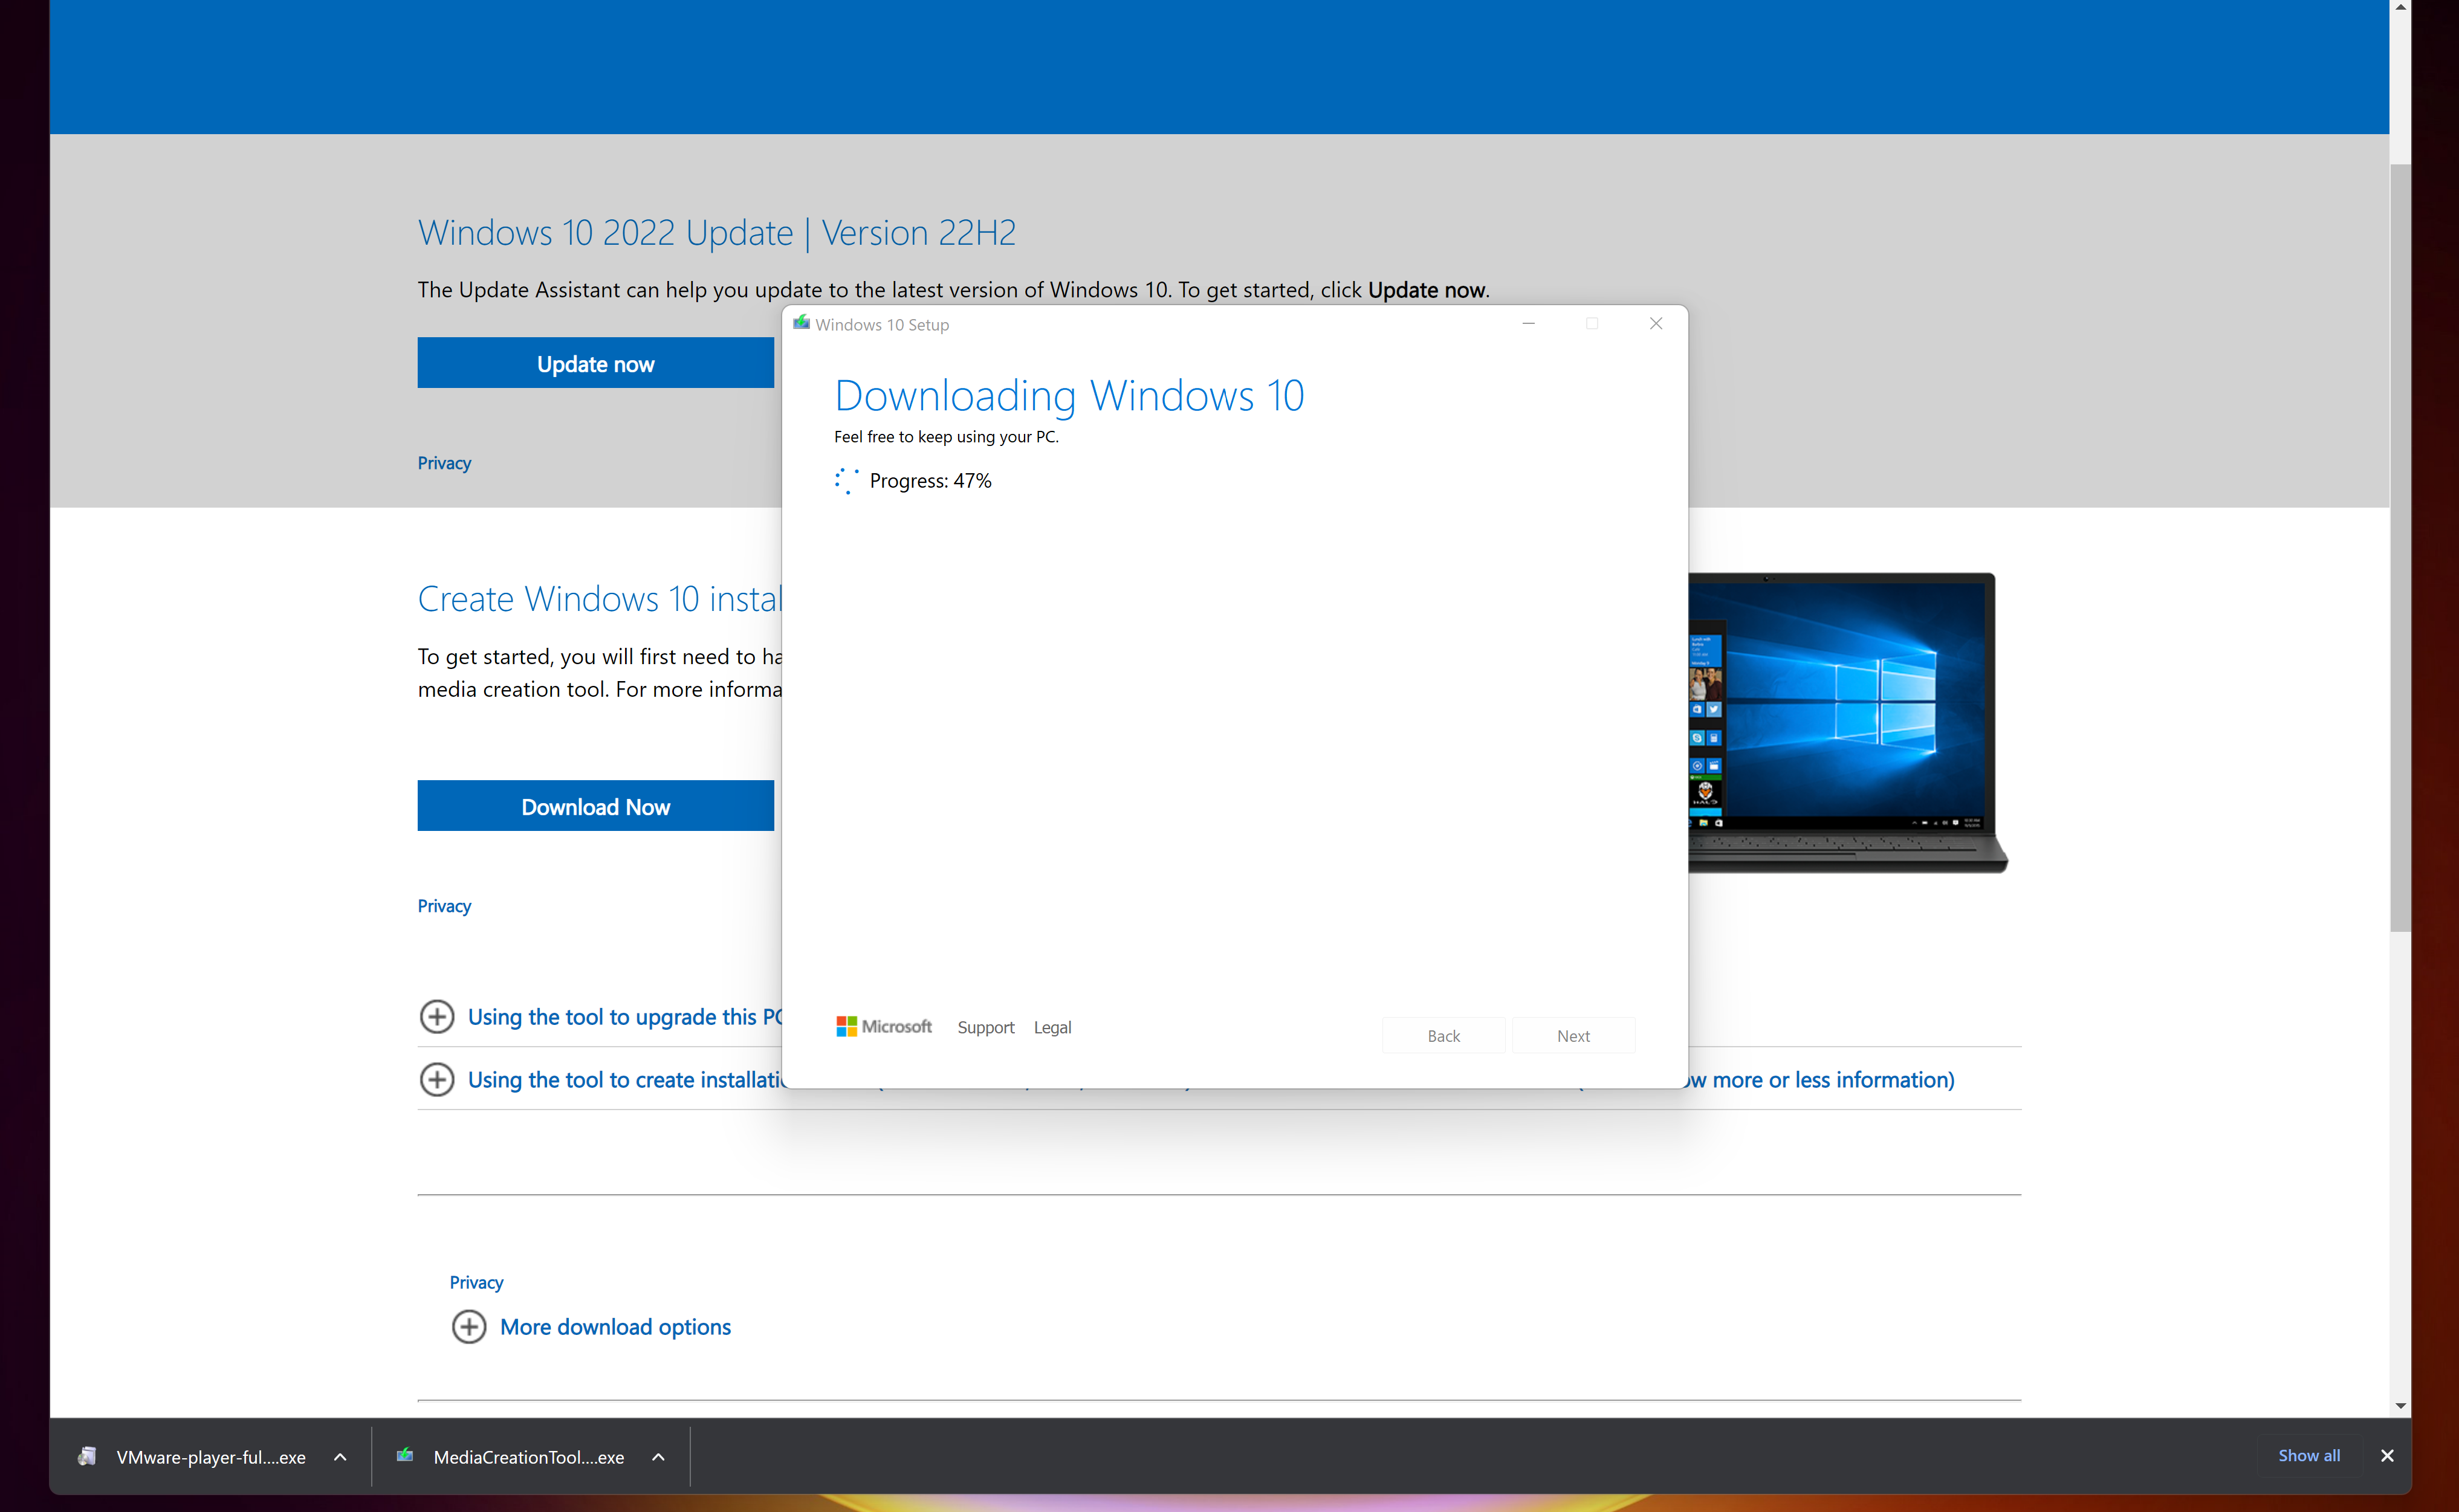 Windows 10 2022 Update | Version 22H2
The Update Assistant can help you update to the latest version of Windows 10. To get started, click Update now.
Update now
Privacy
Windows 10 Setup
Downloading Windows 10
Feel free to keep using your PC.
Progress: 47%
Microsoft
Support
Legal
Back
Next
Create Windows 10 instal
To get started, you will first need to ha
media creation tool. For more informa
Download Now
Privacy
Using the tool to upgrade this PC
Using the tool to create installati
more or less information)
Privacy
More download options
VMware-player-ful....exe
MediaCreationTool....exe
Show all